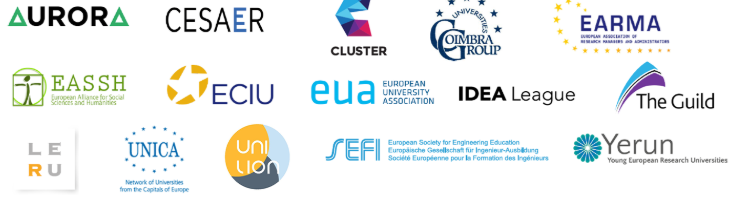 AURORA
CESAER
CLUSTER
UNIVERSITIES
COIMBRA
GROUP
EARMA
EUROPEAN ASSOCIATION OF
RESEARCH MANAGERS AND ADMINISTRATORS
EASSH
European Alliance for Social
Sciences and Humanities
ECIU
eua
EUROPEAN
UNIVERSITY
ASSOCIATION
IDEA League
The Guild
LE
RU
UNICA
Network of Universities
from the Capitals of Europe
Uni
Lion
SEFI
European Society for Engineering Education
Europäische Gesellschaft für Ingenieur-Ausbildung
Société Européenne pour la Formation des Ingénieurs
Yerun
Young European Research Universities